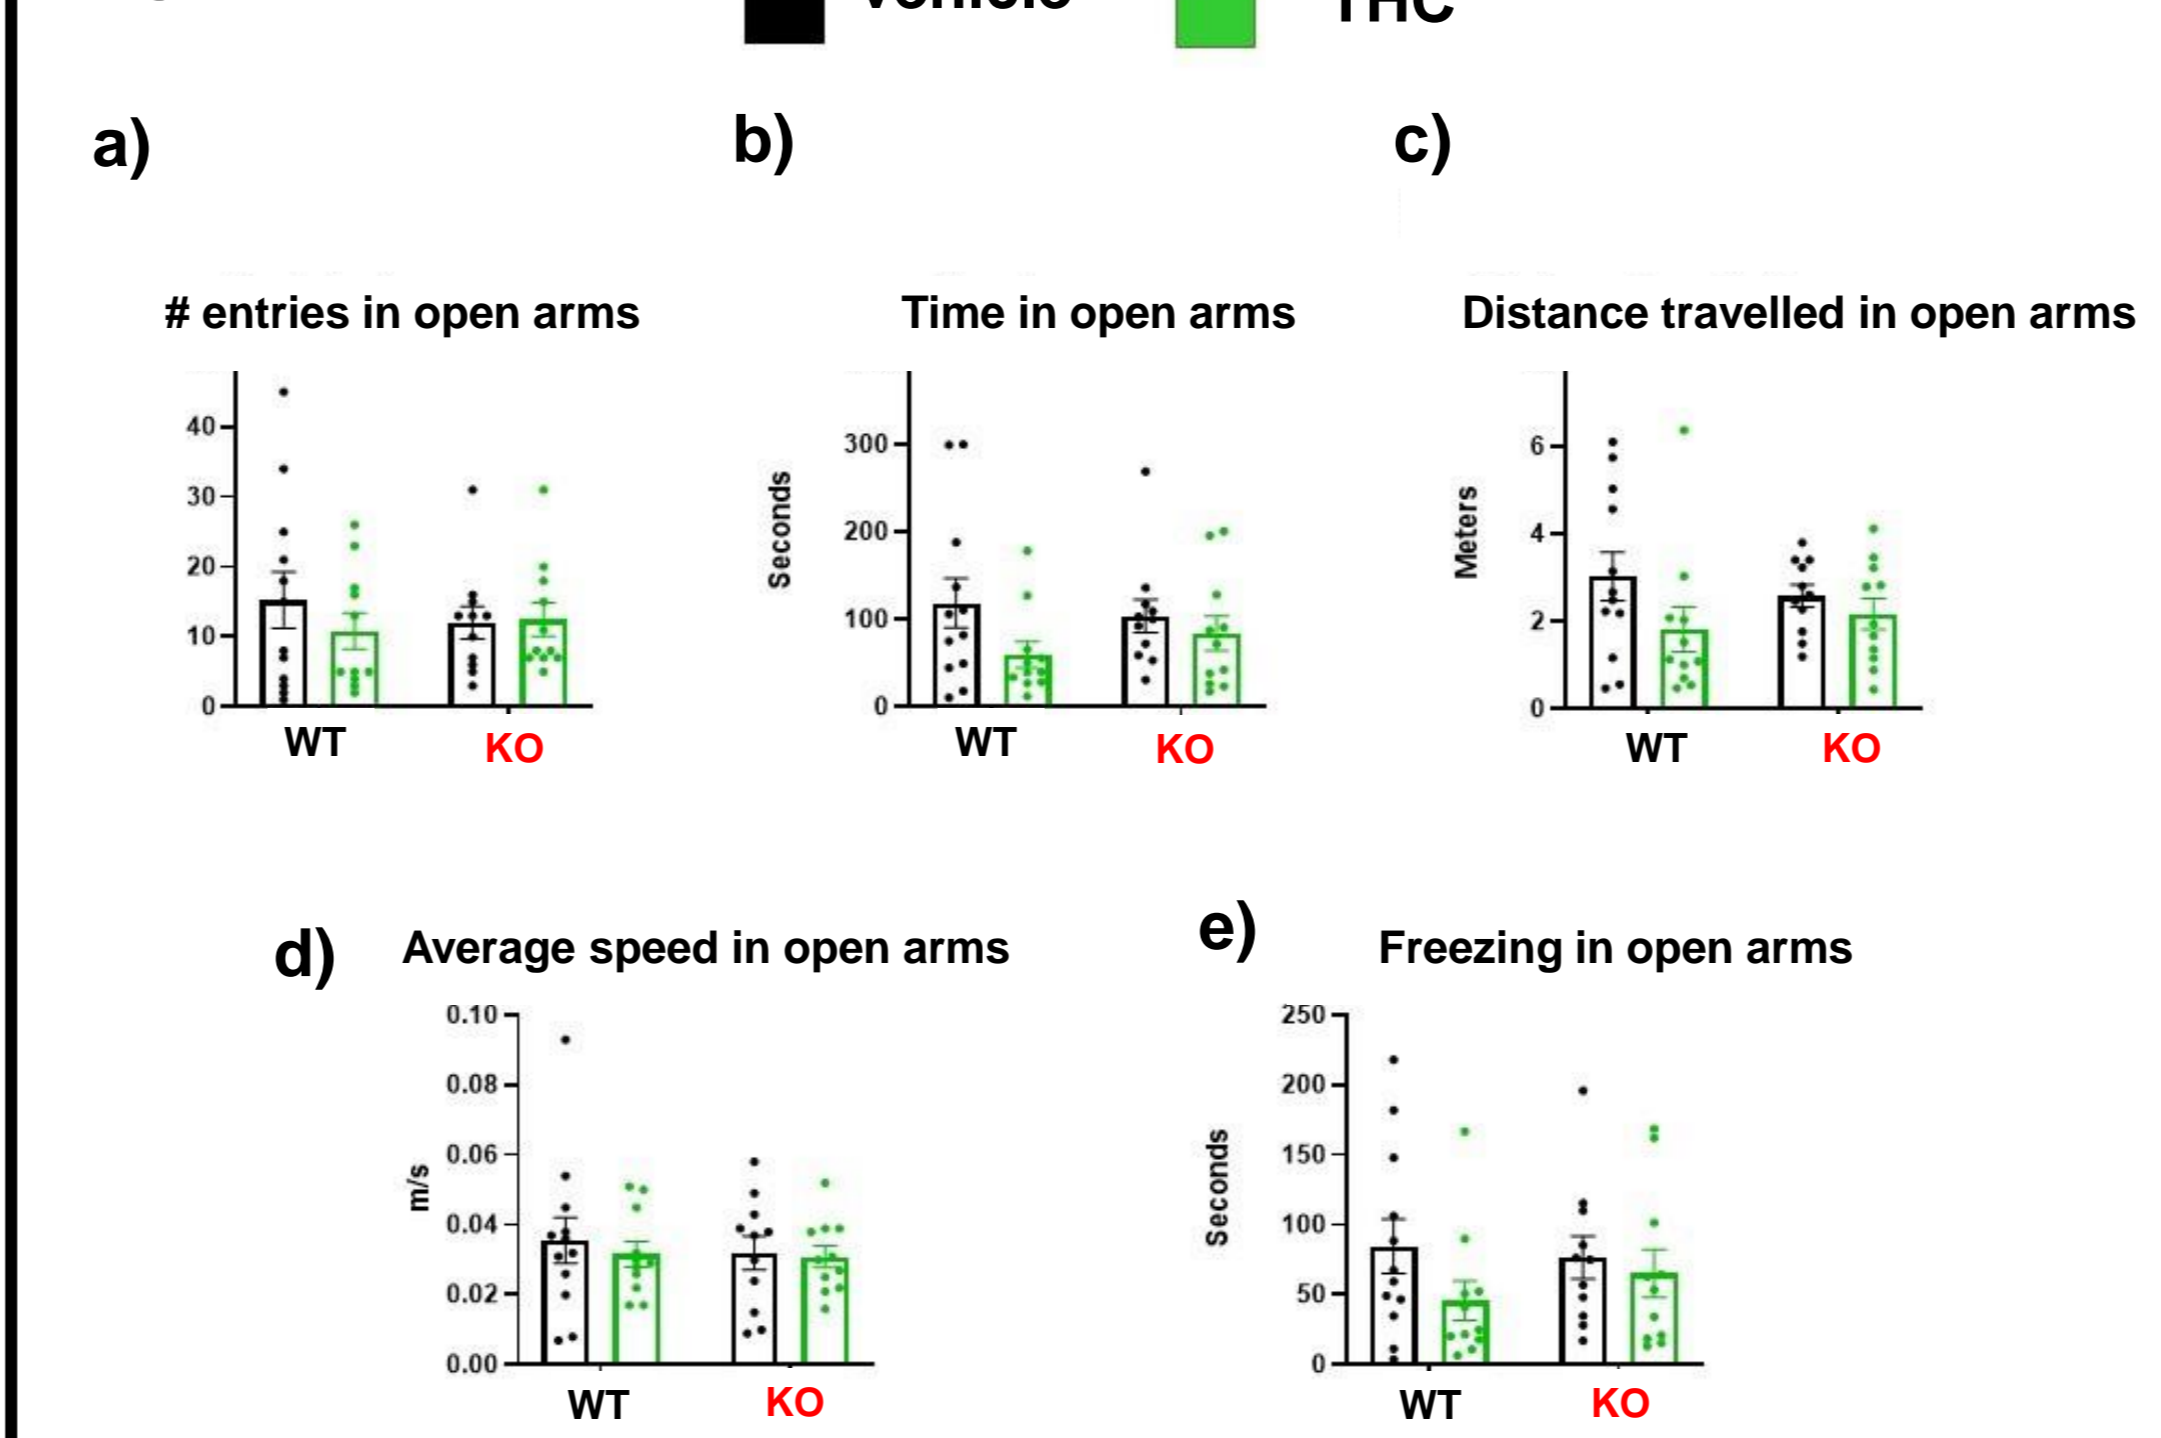 Vehicle THC
a) b) c)
# entries in open arms
Time in open arms
Distance travelled in open arms
40
30
20
10
0
WT KO
Seconds
300
200
100
0
WT KO
Meters
6
4
2
0
WT KO
d) Average speed in open arms
m/s
0.10
0.08
0.06
0.04
0.02
0.00
WT KO
e) Freezing in open arms
Seconds
250
200
150
100
50
0
WT KO